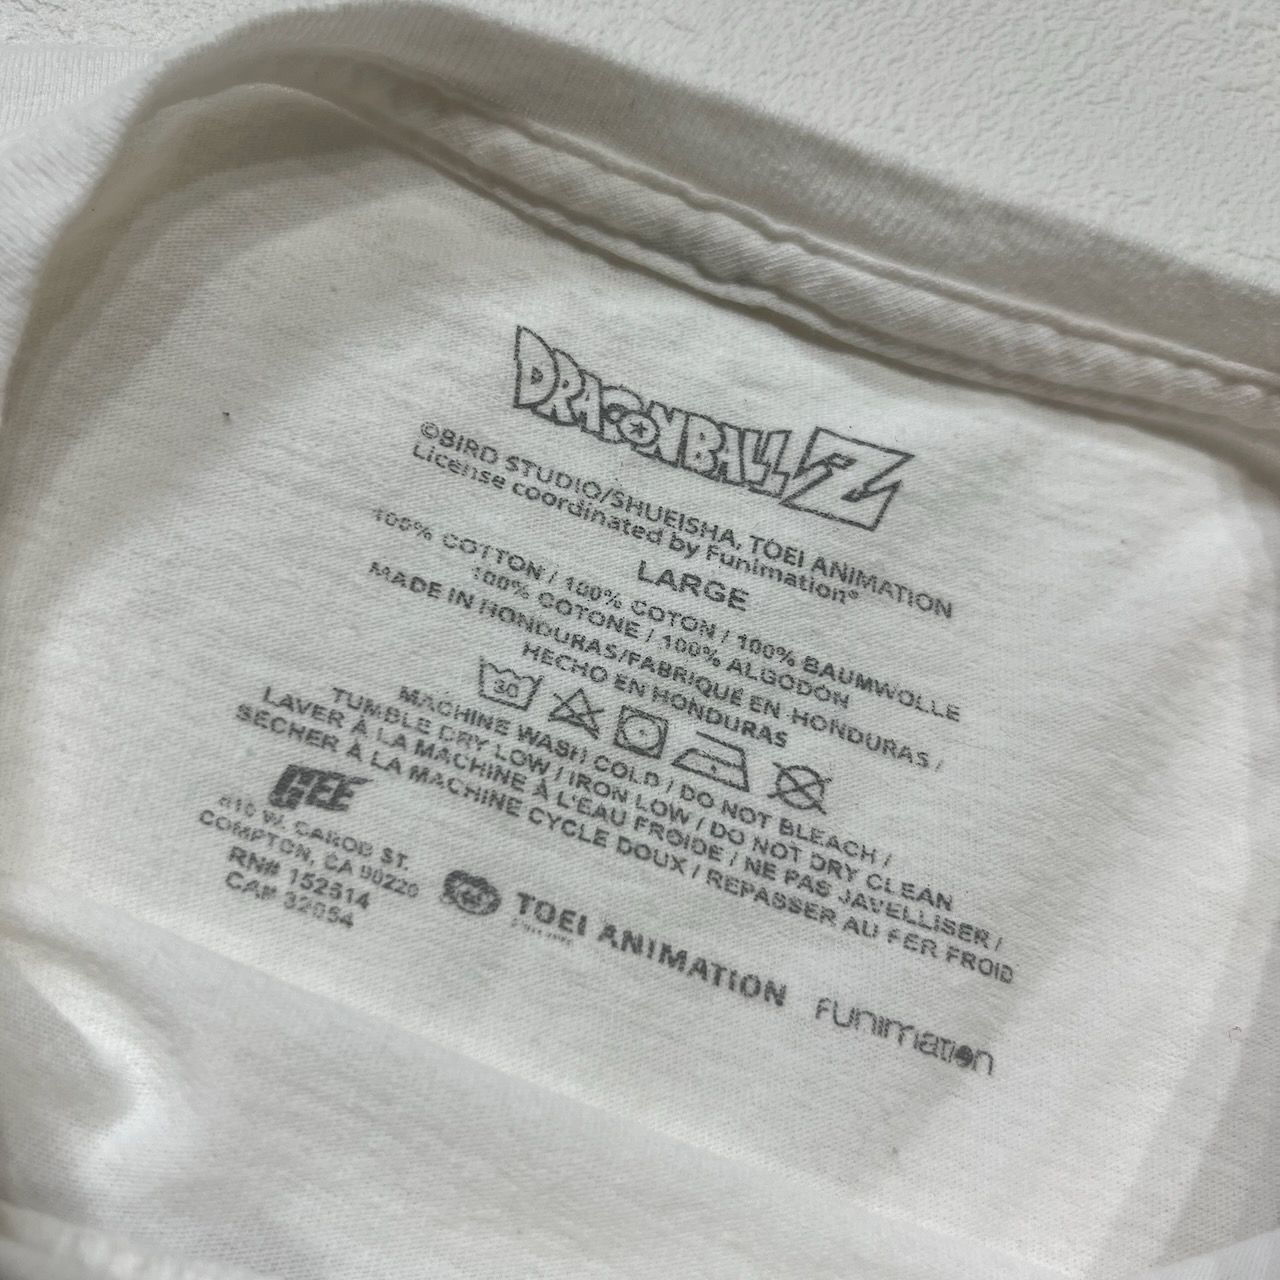 DRAGONBALL Z
©BIRD STUDIO/SHUEISHA, TOEI ANIMATION
License coordinated by Funimation®
LARGE
100% COTTON / 100% COTON / 100% BAUMWOLLE
100% COTONE / 100% ALGODÓN
MADE IN HONDURAS/FABRIQUÉ EN HONDURAS /
HECHO EN HONDURAS
30
MACHINE WASH COLD / DO NOT BLEACH /
TUMBLE DRY LOW / IRON LOW / DO NOT DRY CLEAN
LAVER À LA MACHINE À L'EAU FROIDE / NE PAS JAVELLISER /
SÉCHER À LA MACHINE CYCLE DOUX / REPASSER AU FER FROID
GEE
W. CAROB ST.
COMPTON, CA 90220
RN# 152514
CA# 32054
TOEI ANIMATION
FUNimation